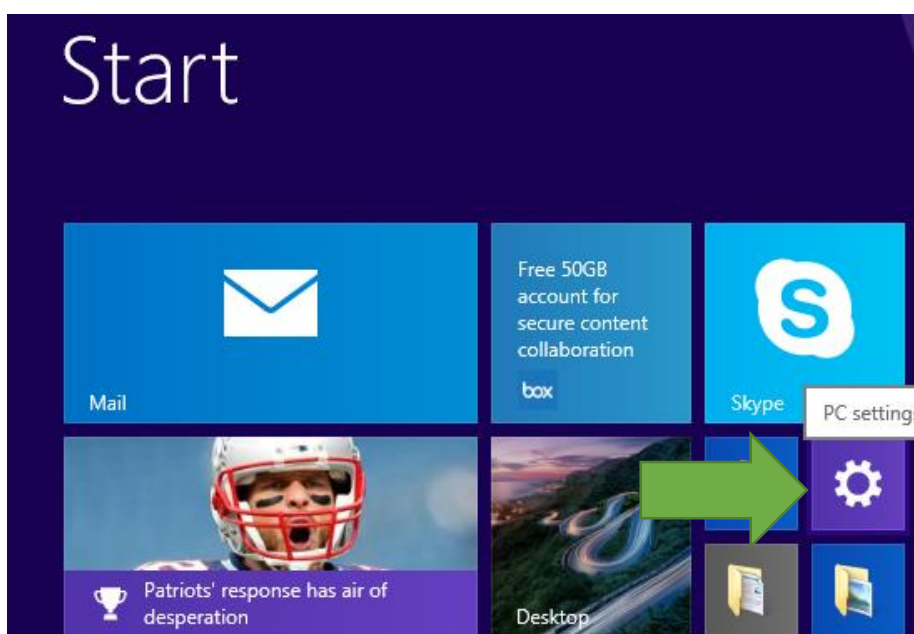 Start
Free 50GB
account for
secure content
collaboration
box
Mail
S
Skype
PC setting
Patriots' response has air of
desperation
Desktop